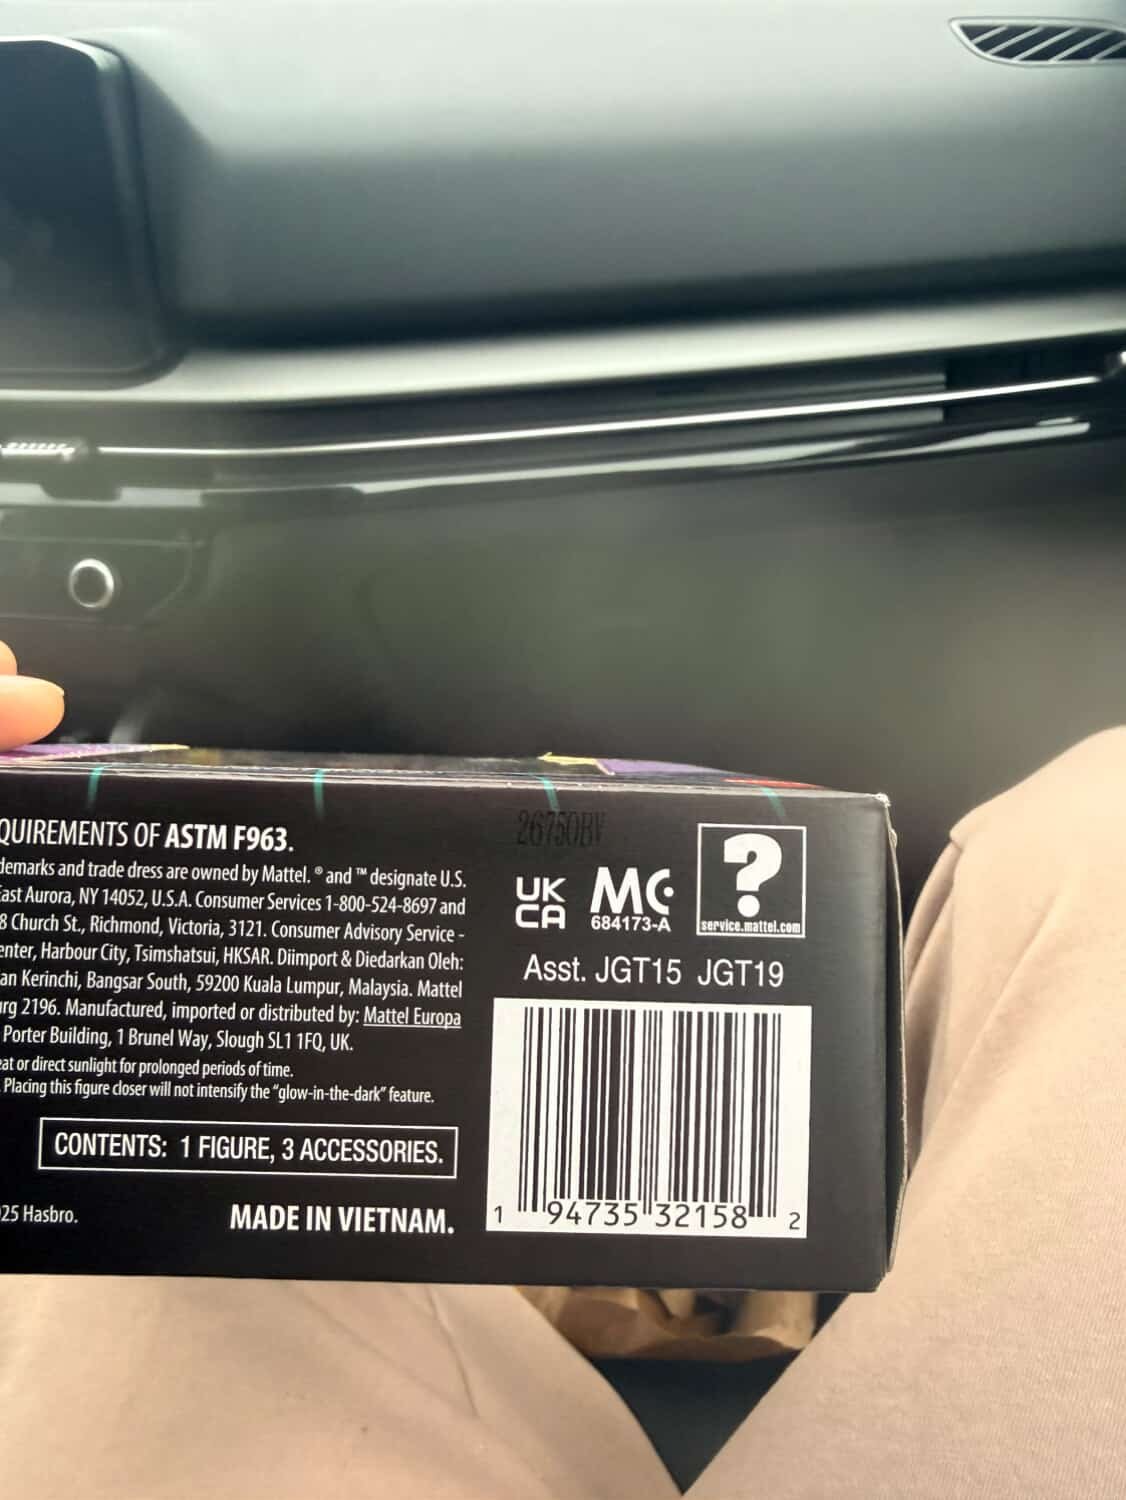 QUIREMENTS OF ASTM F963.
demarks and trade dress are owned by Mattel. ® and ™ designate U.S.
East Aurora, NY 14052, U.S.A. Consumer Services 1-800-524-8697 and
8 Church St., Richmond, Victoria, 3121. Consumer Advisory Service -
enter, Harbour City, Tsimshatsui, HKSAR. Diimport & Diedarkan Oleh:
an Kerinchi, Bangsar South, 59200 Kuala Lumpur, Malaysia. Mattel
urg 2196. Manufactured, imported or distributed by: Mattel Europa
Porter Building, 1 Brunel Way, Slough SL1 1FQ, UK.
eat or direct sunlight for prolonged periods of time.
Placing this figure closer will not intensify the “glow-in-the-dark” feature.
CONTENTS: 1 FIGURE, 3 ACCESSORIES.
25 Hasbro.
MADE IN VIETNAM.
26750BV
UK
CA
MC
684173-A
?
service.mattel.com
Asst. JGT15 JGT19
1 94735 32158 2